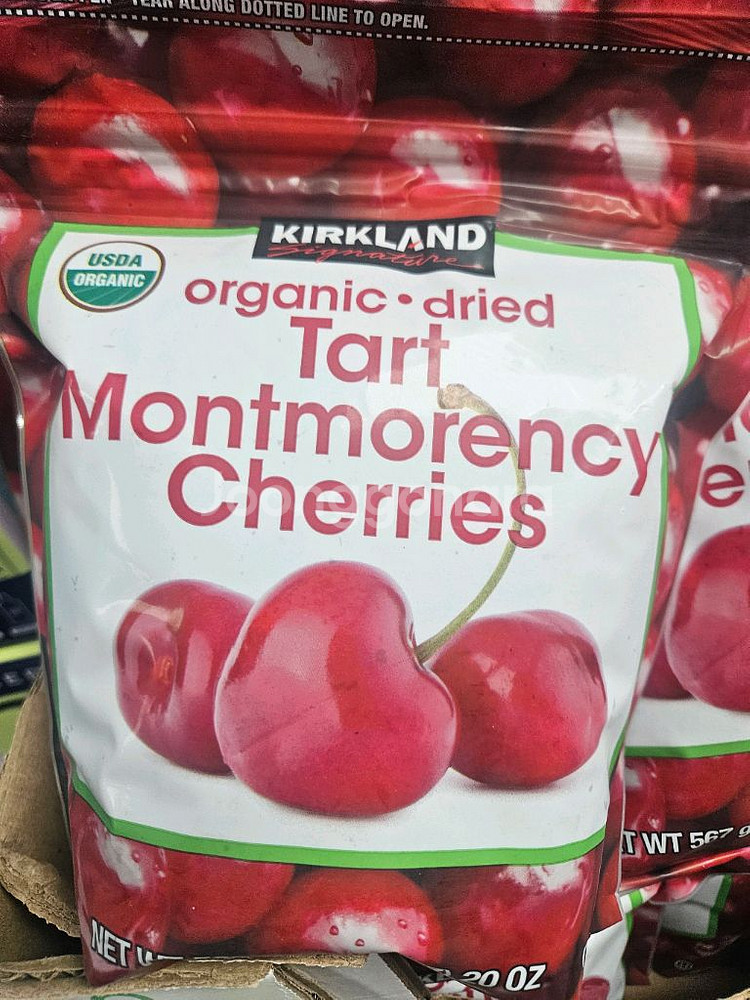 TEAR ALONG DOTTED LINE TO OPEN.
KIRKLAND
Signature
USDA
ORGANIC
organic • dried
Tart
Montmorency
Cherries
NET
20 OZ
T WT 567